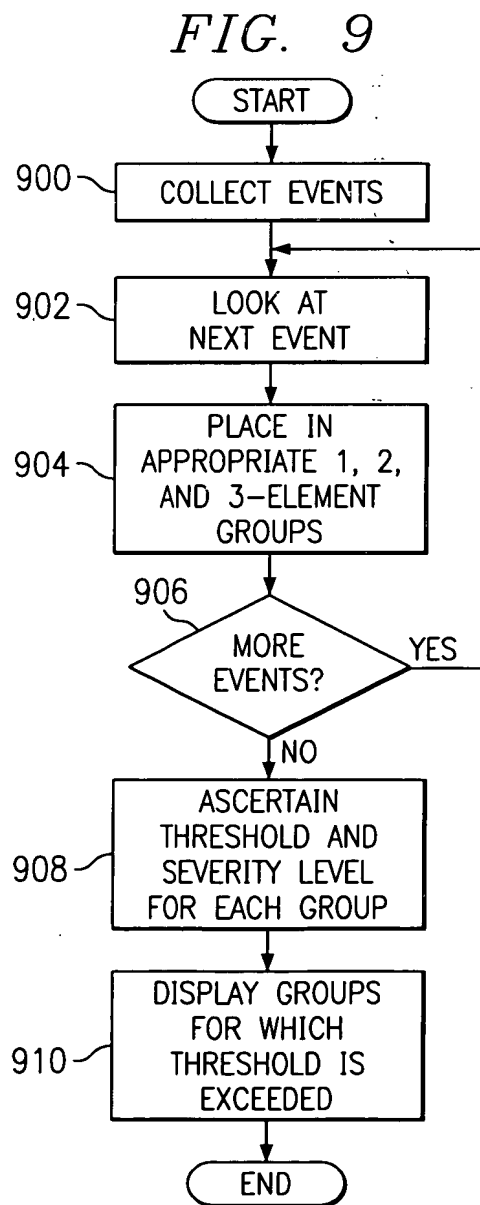 FIG. 9
START
900
COLLECT EVENTS
902
LOOK AT
NEXT EVENT
904
PLACE IN
APPROPRIATE 1, 2,
AND 3-ELEMENT
GROUPS
906
MORE
EVENTS?
YES
NO
908
ASCERTAIN
THRESHOLD AND
SEVERITY LEVEL
FOR EACH GROUP
910
DISPLAY GROUPS
FOR WHICH
THRESHOLD IS
EXCEEDED
END